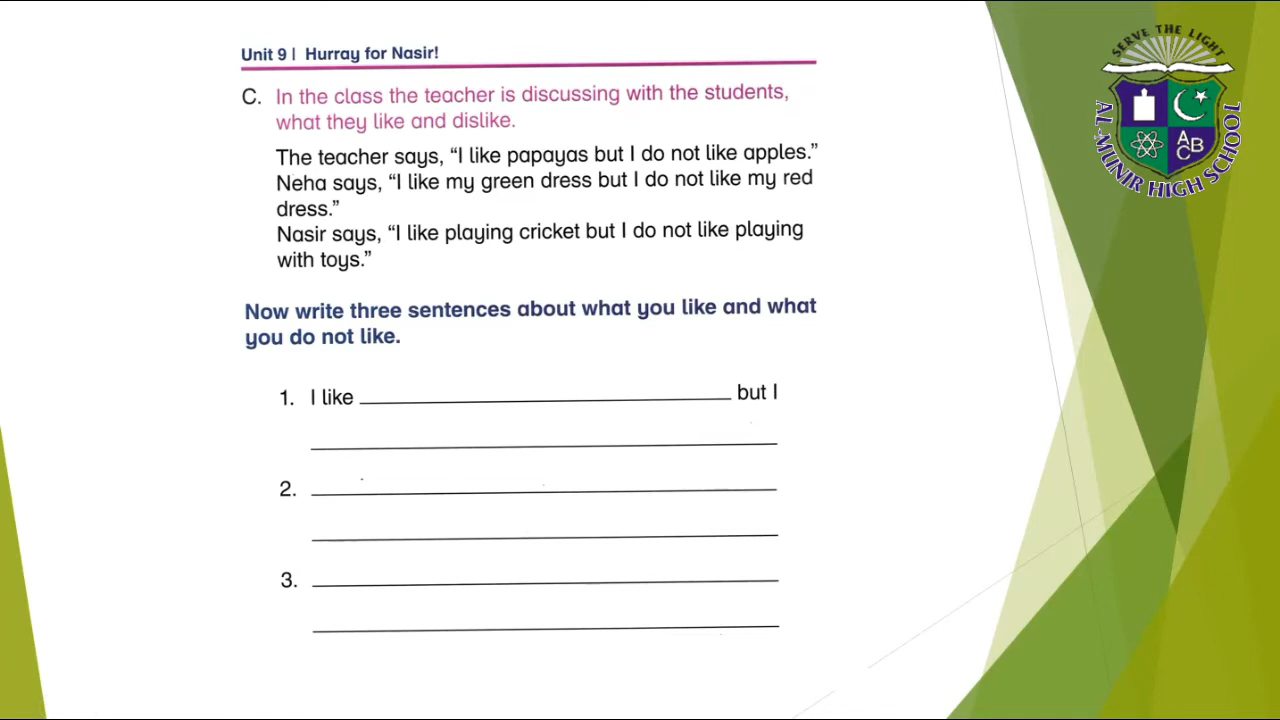 Unit 9 | Hurray for Nasir!
C. In the class the teacher is discussing with the students,
what they like and dislike.
The teacher says, “I like papayas but I do not like apples.”
Neha says, “I like my green dress but I do not like my red
dress.”
Nasir says, “I like playing cricket but I do not like playing
with toys.”
Now write three sentences about what you like and what
you do not like.
1. I like ______ but I
2.
3.
SERVE THE LIGHT
A B C
AL-MUNIR HIGH SCHOOL